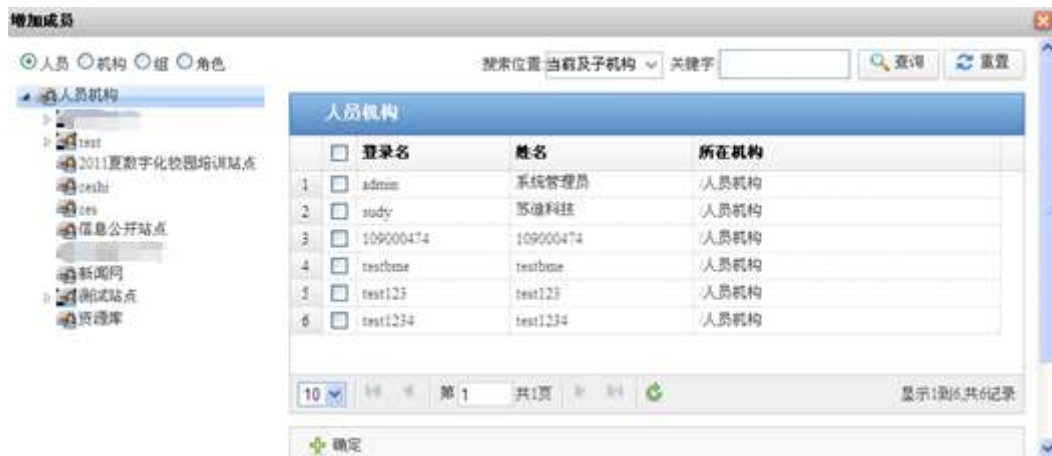 增加成员
人员 机构 组 角色
搜索位置 当前及子机构 关键字 查询 重置
人员机构
test
2011夏数字化校园培训站点
ceshi
ces
信息公开站点
新闻网
测试站点
资源库
人员机构
登录名 姓名 所在机构
1 admin 系统管理员 /人员机构
2 sudy 苏迪科技 /人员机构
3 109000474 109000474 /人员机构
4 testbme testbme /人员机构
5 test123 test123 /人员机构
6 test1234 test1234 /人员机构
10 第 1 共1页 显示1到6,共6记录
确定